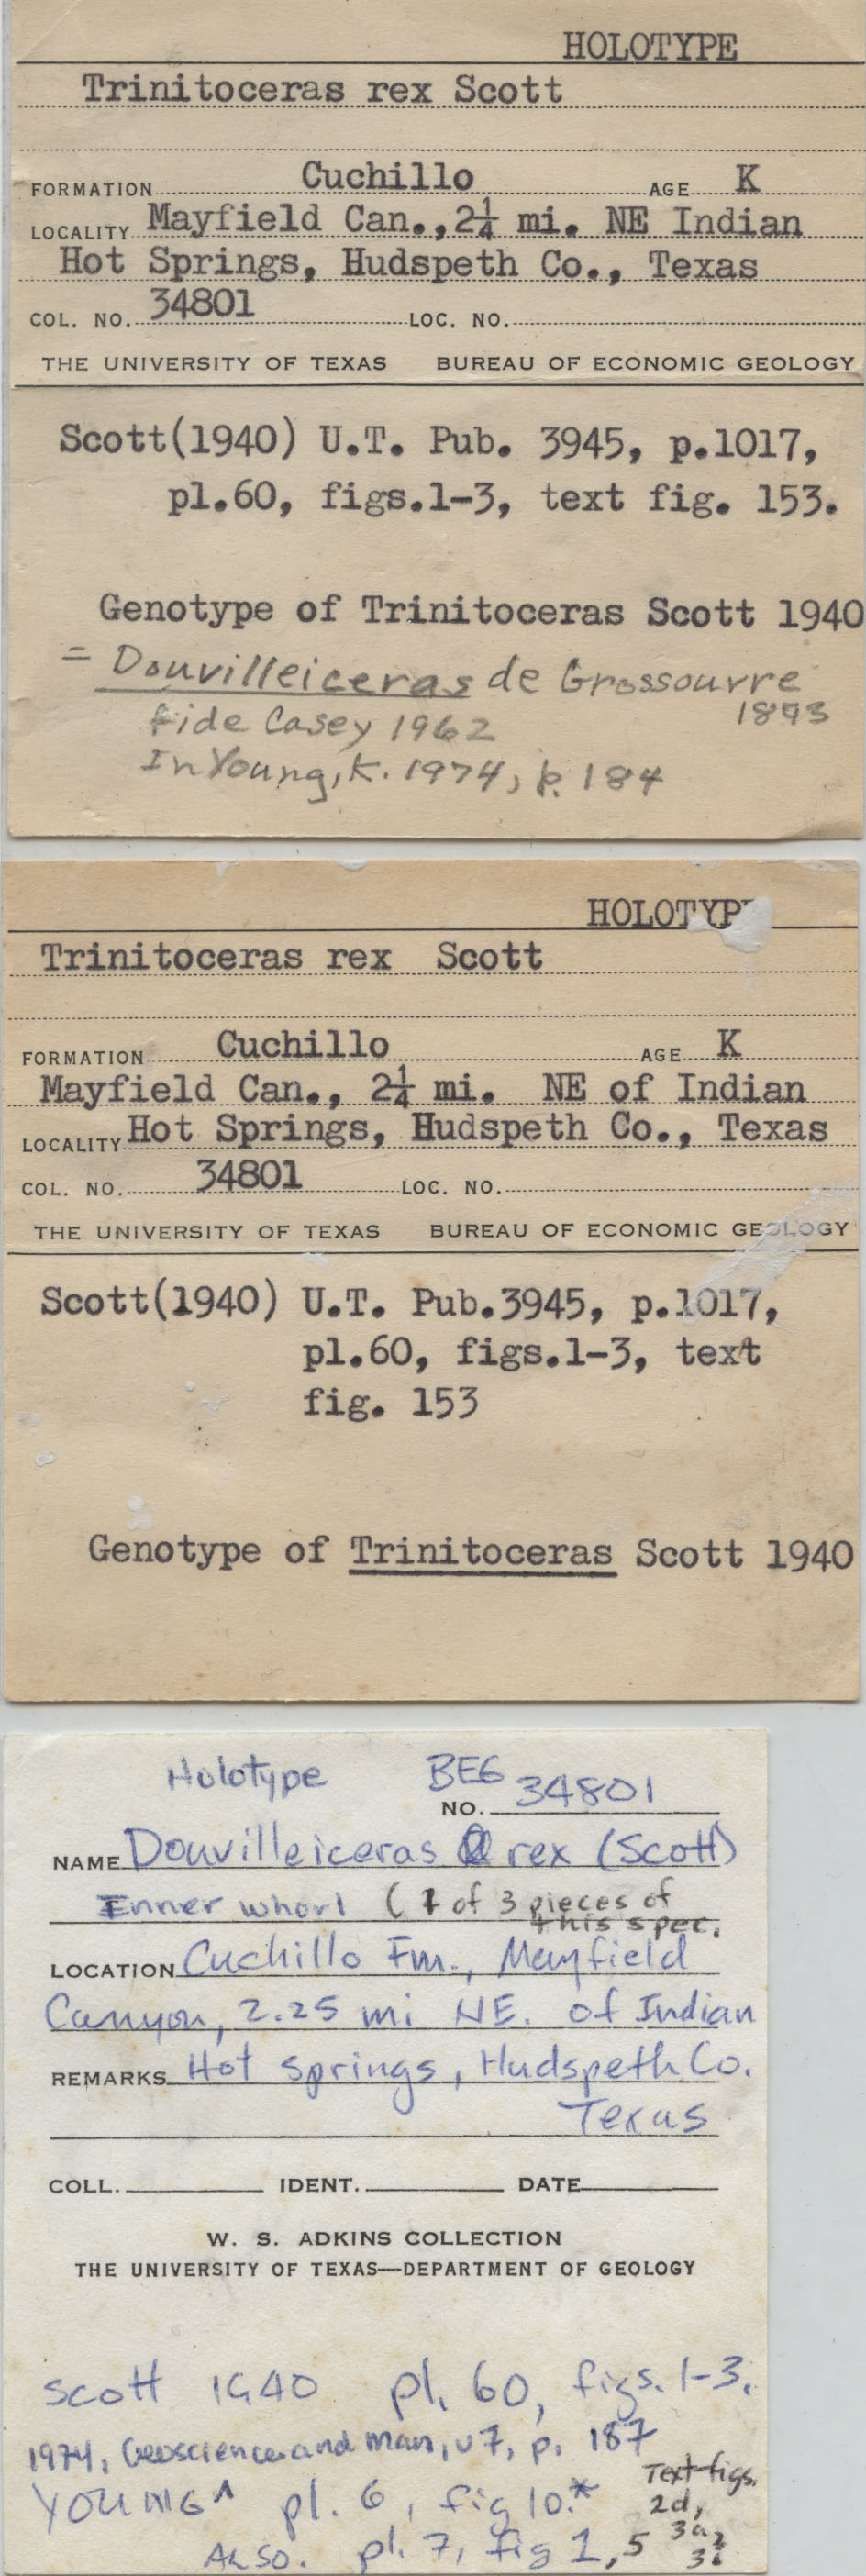 HOLOTYPE
Trinitoceras rex Scott
FORMATION Cuchillo AGE K
LOCALITY Mayfield Can., 2¼ mi. NE Indian
Hot Springs, Hudspeth Co., Texas
COL. NO. 34801 LOC. NO.
THE UNIVERSITY OF TEXAS BUREAU OF ECONOMIC GEOLOGY
Scott(1940) U.T. Pub. 3945, p.1017,
pl.60, figs.1-3, text fig. 153.
Genotype of Trinitoceras Scott 1940
= Douvilleiceras de Grossouvre
1893
fide Casey 1962
In Young, K. 1974, p. 184
HOLOTYP
Trinitoceras rex Scott
FORMATION Cuchillo AGE K
Mayfield Can., 2¼ mi. NE of Indian
LOCALITY Hot Springs, Hudspeth Co., Texas
COL. NO. 34801 LOC. NO.
THE UNIVERSITY OF TEXAS BUREAU OF ECONOMIC GEOLOGY
Scott(1940) U.T. Pub.3945, p.1017,
pl.60, figs.1-3, text
fig. 153
Genotype of Trinitoceras Scott 1940
Holotype BEG
NO. 34801
NAME Douvilleiceras rex (Scott)
Inner whorl (1 of 3 pieces of
this spec.
LOCATION Cuchillo Fm., Mayfield
Canyon, 2.25 mi NE. of Indian
REMARKS Hot Springs, Hudspeth Co.
Texas
COLL. IDENT. DATE
W. S. ADKINS COLLECTION
THE UNIVERSITY OF TEXAS—DEPARTMENT OF GEOLOGY
Scott 1940 pl. 60, figs. 1-3.
1974, Geoscience and Man, v7, p. 187
YOUNG ^ pl. 6, fig 10.* Text figs.
2d,
ALSO. pl. 7, fig 1, 5 3a,
3i